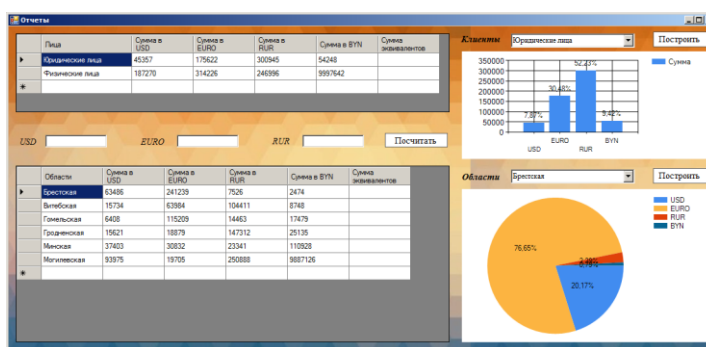 Отчеты
Лица Сумма в USD Сумма в EURO Сумма в RUR Сумма в BYN Сумма эквивалентов
Юридические лица 45357 175622 300945 54248
Физические лица 187270 314226 246996 9997642
USD EURO RUR Посчитать
Области Сумма в USD Сумма в EURO Сумма в RUR Сумма в BYN Сумма эквивалентов
Брестская 63486 241239 7526 2474
Витебская 15734 63984 104411 8748
Гомельская 6408 115209 14463 17479
Гродненская 15621 18879 147312 25135
Минская 37403 30832 23341 110928
Могилевская 93975 19705 250888 9887126
Клиенты Юридические лица Построить
350000
300000
250000
200000
150000
100000
50000
0
7,87% 30,48% 52,23% 9,42%
USD EURO RUR BYN
Сумма
Области Брестская Построить
76,65%
20,17%
USD
EURO
RUR
BYN